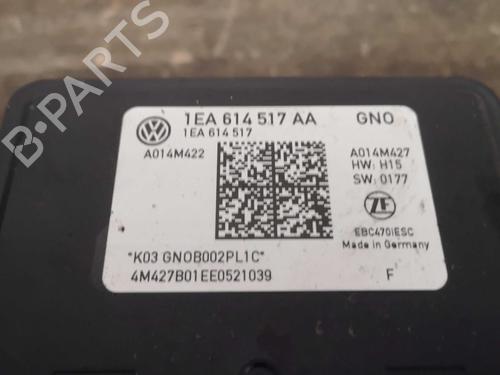 1EA 614 517 AA GNO
1EA 614 517
A014M422
A014M427
HW: H15
SW: 0177
ZF
EBC470IESC
Made in Germany
*K03 GNOB002PL1C*
4M427B01EE0521039 F
B-PARTS